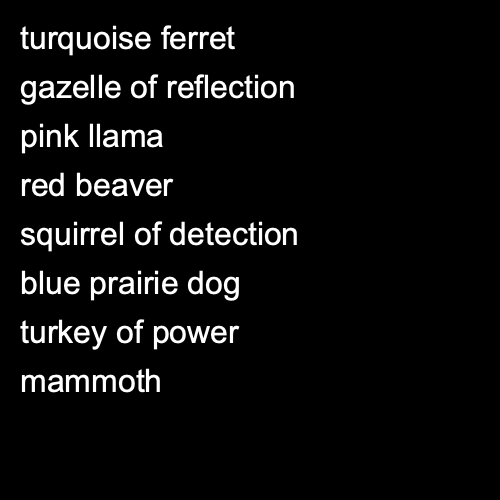 turquoise ferret
gazelle of reflection
pink llama
red beaver
squirrel of detection
blue prairie dog
turkey of power
mammoth